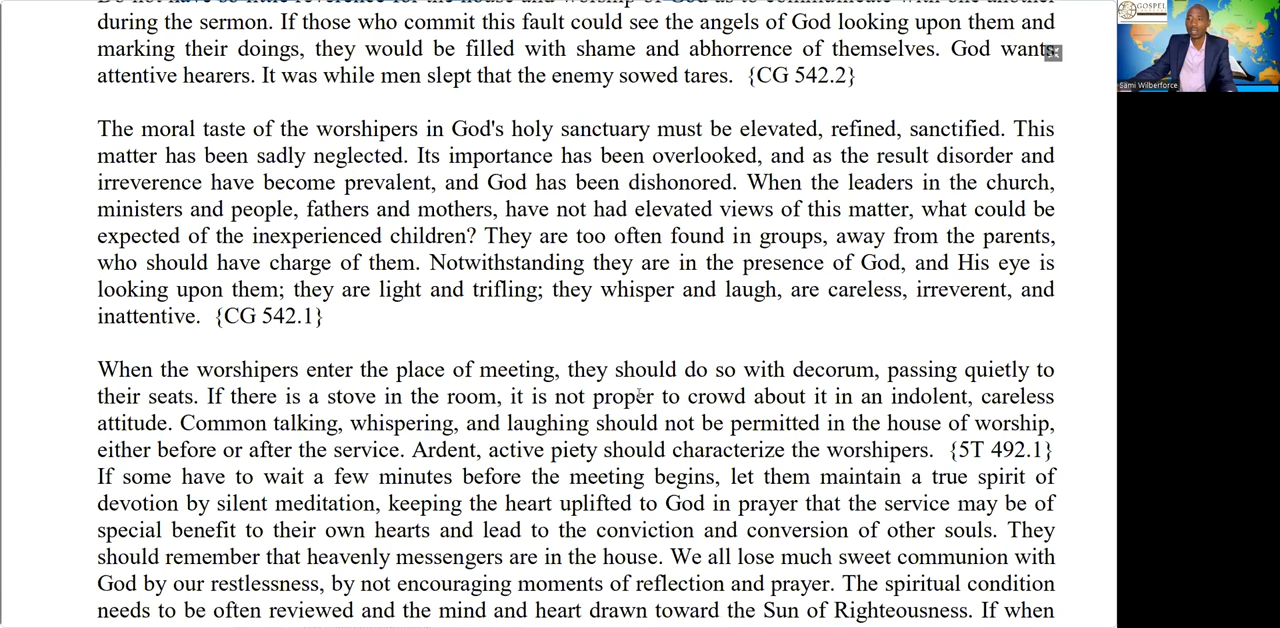 during the sermon. If those who commit this fault could see the angels of God looking upon them and
marking their doings, they would be filled with shame and abhorrence of themselves. God wants
attentive hearers. It was while men slept that the enemy sowed tares. {CG 542.2}
The moral taste of the worshipers in God's holy sanctuary must be elevated, refined, sanctified. This
matter has been sadly neglected. Its importance has been overlooked, and as the result disorder and
irreverence have become prevalent, and God has been dishonored. When the leaders in the church,
ministers and people, fathers and mothers, have not had elevated views of this matter, what could be
expected of the inexperienced children? They are too often found in groups, away from the parents,
who should have charge of them. Notwithstanding they are in the presence of God, and His eye is
looking upon them; they are light and trifling; they whisper and laugh, are careless, irreverent, and
inattentive. {CG 542.1}
When the worshipers enter the place of meeting, they should do so with decorum, passing quietly to
their seats. If there is a stove in the room, it is not proper to crowd about it in an indolent, careless
attitude. Common talking, whispering, and laughing should not be permitted in the house of worship,
either before or after the service. Ardent, active piety should characterize the worshipers. {5T 492.1}
If some have to wait a few minutes before the meeting begins, let them maintain a true spirit of
devotion by silent meditation, keeping the heart uplifted to God in prayer that the service may be of
special benefit to their own hearts and lead to the conviction and conversion of other souls. They
should remember that heavenly messengers are in the house. We all lose much sweet communion with
God by our restlessness, by not encouraging moments of reflection and prayer. The spiritual condition
needs to be often reviewed and the mind and heart drawn toward the Sun of Righteousness. If when
GOSPEL
Sami Wilberforce